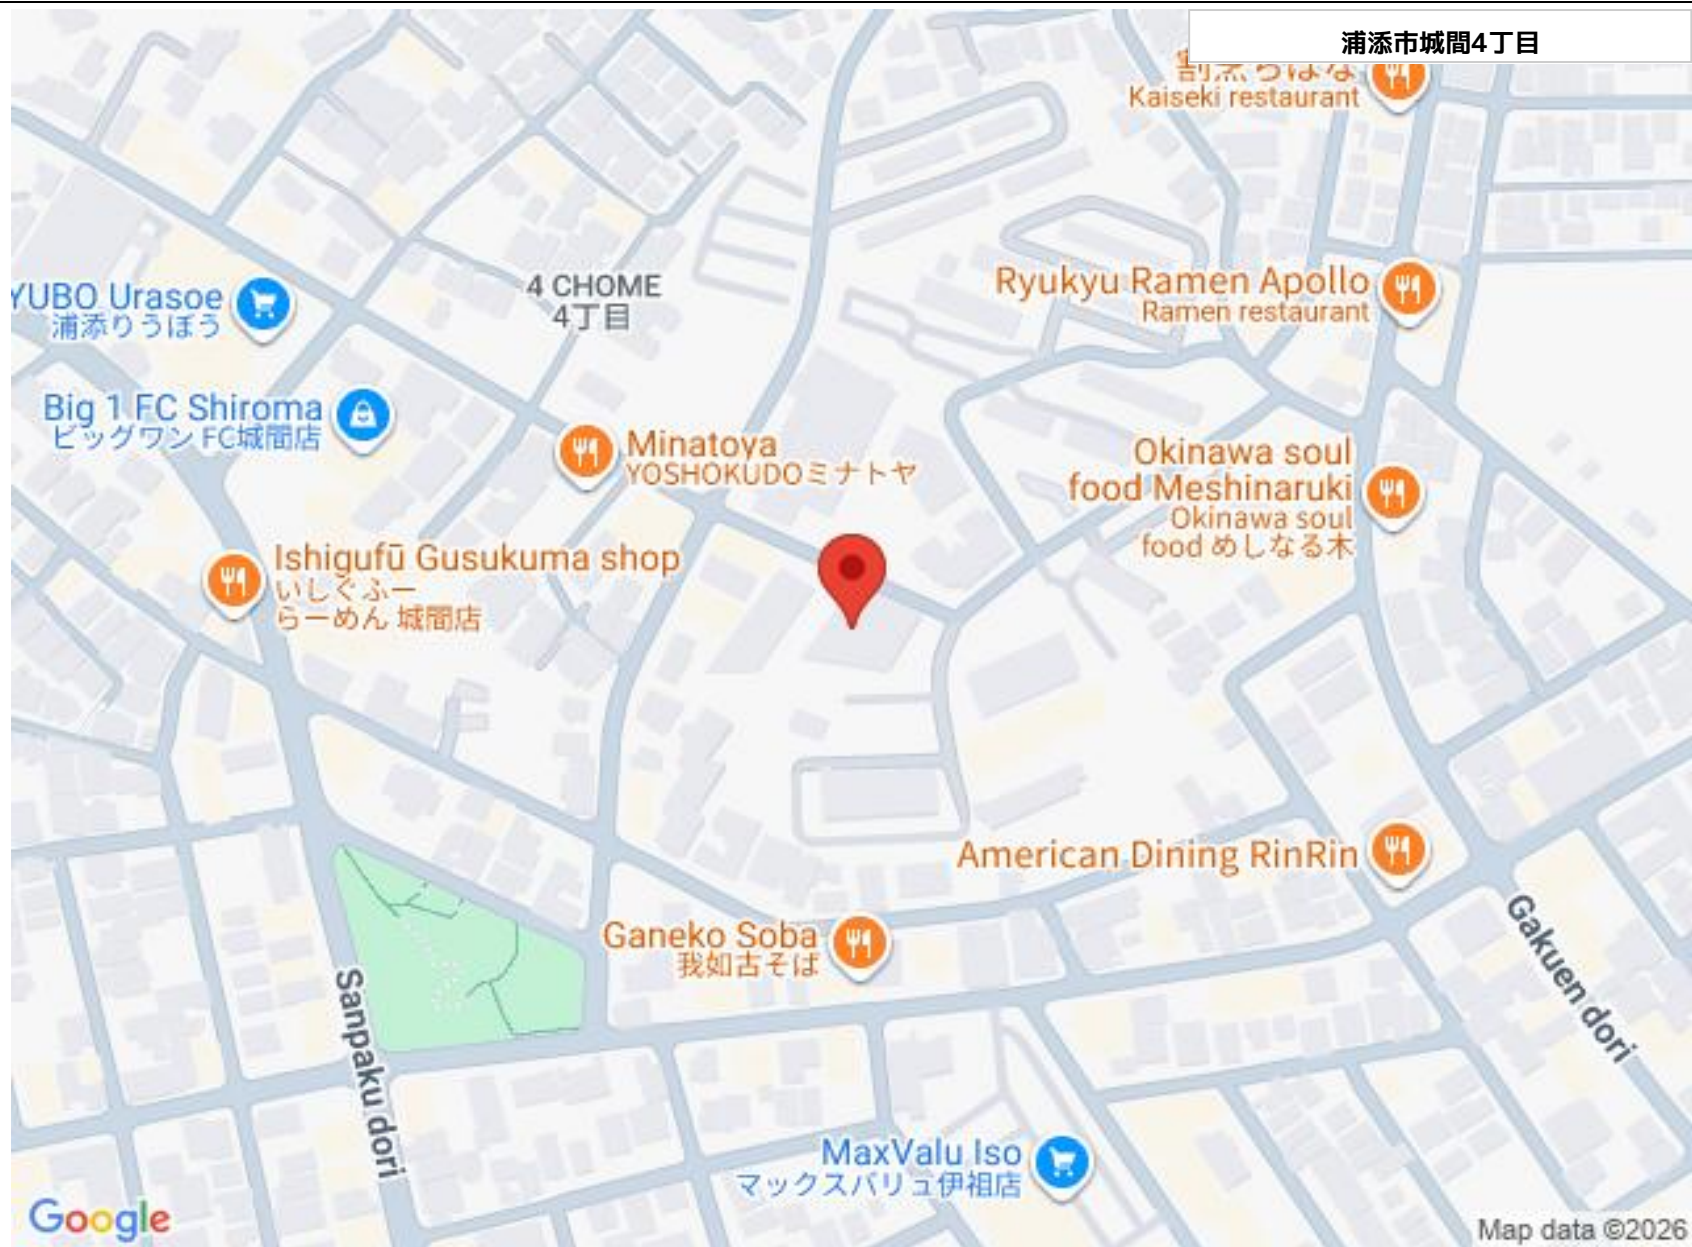 浦添市城間4丁目
Kaiseki restaurant
4 CHOME
4丁目
Ryukyu Ramen Apollo
Ramen restaurant
YUBO Urasoe
浦添りうぼう
Big 1 FC Shiroma
ビッグワン FC城間店
Minatoya
YOSHOKUDOミナトヤ
Okinawa soul
food Meshinaruki
Okinawa soul
food めしなる木
Ishigufū Gusukuma shop
いしぐふー
らーめん 城間店
American Dining RinRin
Ganeko Soba
我如古そば
Gakuen dori
Sanpaku dori
MaxValu Iso
マックスバリュ伊祖店
Google
Map data ©2026